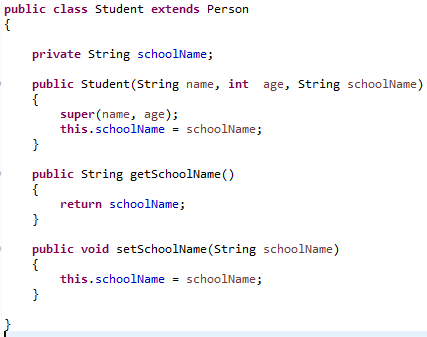 public class Student extends Person
{
private String schoolName;
public Student(String name, int  age, String schoolName)
{
super(name, age);
this.schoolName = schoolName;
}
public String getSchoolName()
{
return schoolName;
}
public void setSchoolName(String schoolName)
{
this.schoolName = schoolName;
}
}